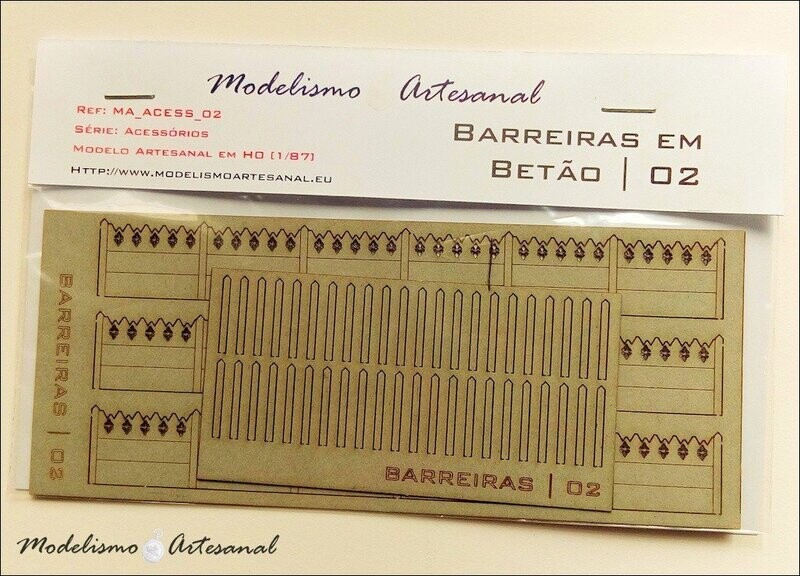 Modelismo Artesanal
Ref: MA_ACESS_02
Série: Acessórios
Modelo Artesanal em HO (1/87)
Http://www.modelismoartesanal.eu
Barreiras em
Betão | 02
BARREIRAS | 02
BARREIRAS | 02
Modelismo Artesanal